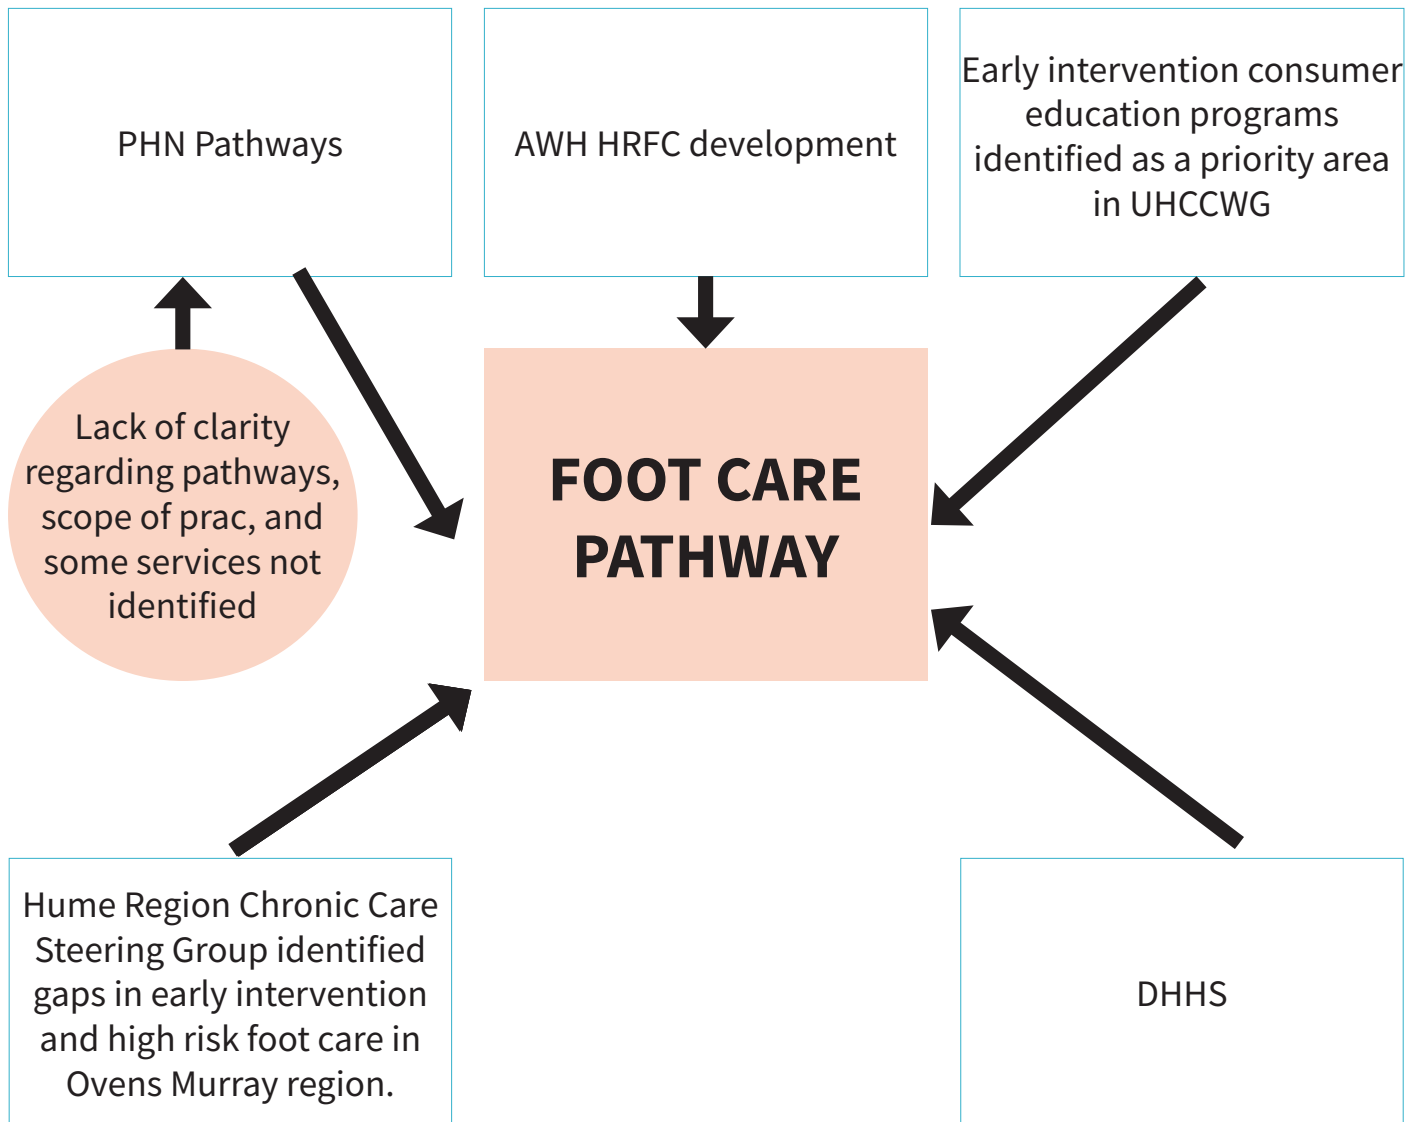 PHN Pathways
AWH HRFC development
Early intervention consumer
education programs
identified as a priority area
in UHCCWG
Lack of clarity
regarding pathways,
scope of prac, and
some services not
identified
FOOT CARE
PATHWAY
Hume Region Chronic Care
Steering Group identified
gaps in early intervention
and high risk foot care in
Ovens Murray region.
DHHS